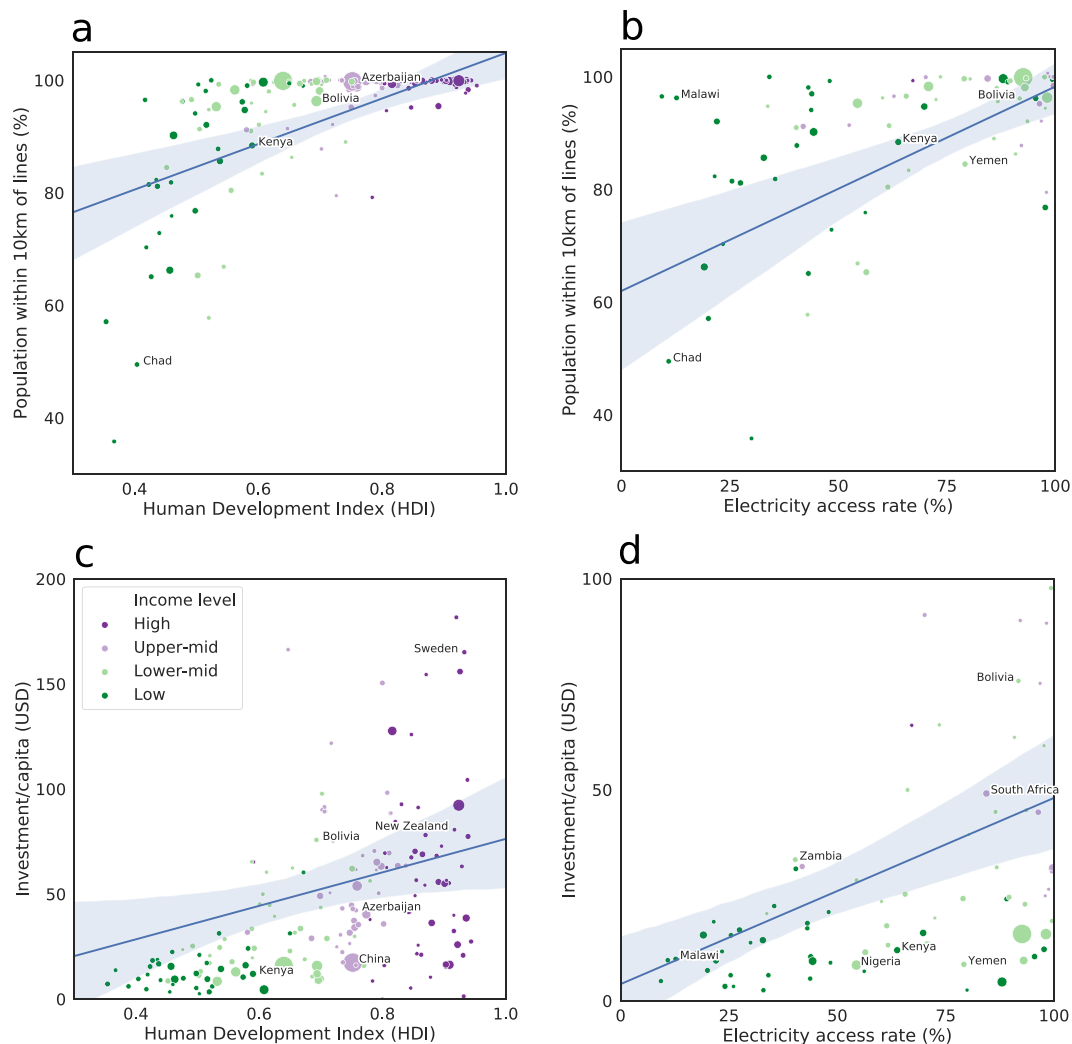 a
Population within 10km of lines (%)
100
80
60
40
Azerbaijan
Bolivia
Kenya
Chad
0.4
0.6
0.8
1.0
Human Development Index (HDI)
b
Population within 10km of lines (%)
100
80
60
40
Malawi
Bolivia
Kenya
Yemen
Chad
0
25
50
75
100
Electricity access rate (%)
c
Investment/capita (USD)
200
150
100
50
0
Income level
High
Upper-mid
Lower-mid
Low
Sweden
New Zealand
Bolivia
Azerbaijan
China
Kenya
0.4
0.6
0.8
1.0
Human Development Index (HDI)
d
Investment/capita (USD)
100
50
0
Bolivia
South Africa
Zambia
Kenya
Malawi
Nigeria
Yemen
0
25
50
75
100
Electricity access rate (%)